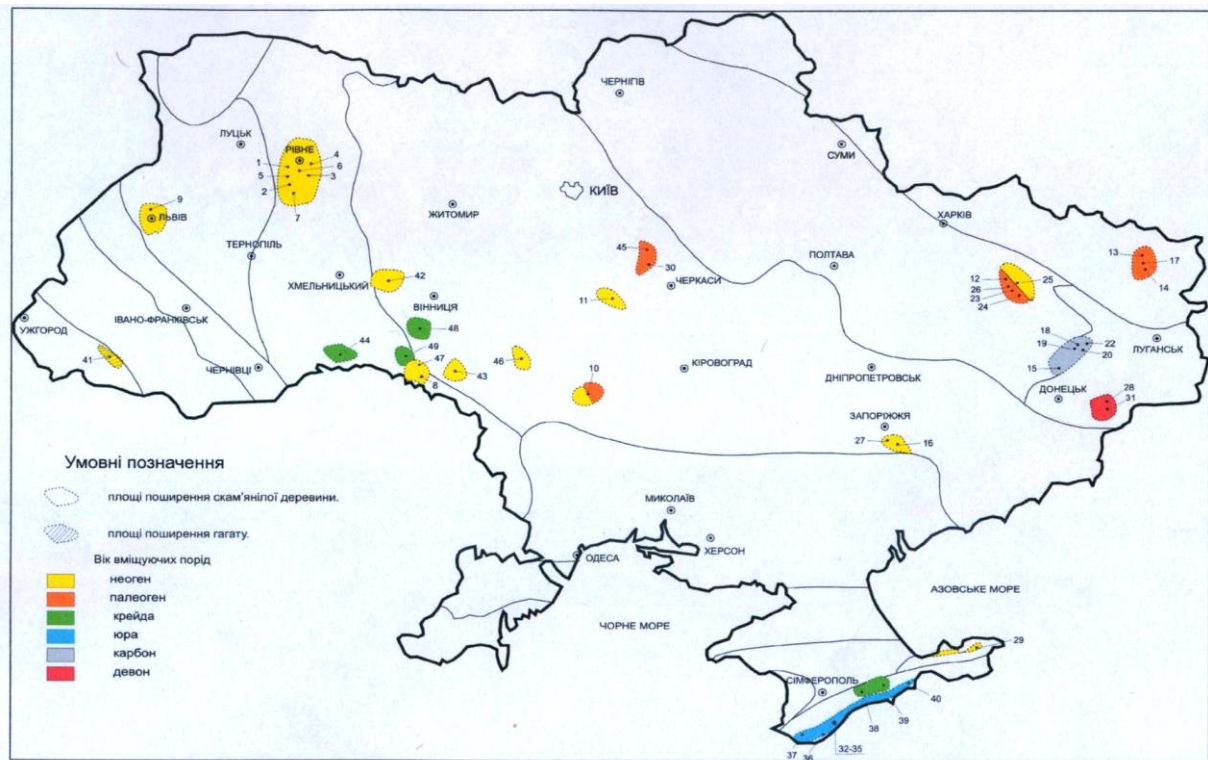 ЧЕРНІГІВ
ЛУЦЬК
РІВНЕ
СУМИ
1
4
5
6
2
3
7
КИЇВ
9
ЛЬВІВ
ЖИТОМИР
ХАРКІВ
ТЕРНОПІЛЬ
45
30
ПОЛТАВА
13
17
14
ХМЕЛЬНИЦЬКИЙ
42
ЧЕРКАСИ
12
25
26
23
24
ВІННИЦЯ
11
УЖГОРОД
ІВАНО-ФРАНКІВСЬК
48
44
49
47
46
18
22
19
20
ЛУГАНСЬК
41
ЧЕРНІВЦІ
43
8
10
КІРОВОГРАД
ДНІПРОПЕТРОВСЬК
15
ДОНЕЦЬК
28
31
ЗАПОРІЖЖЯ
27
16
Умовні позначення
площі поширення скам'янілої деревини.
площі поширення гагату.
Вік вміщуючих порід
неоген
палеоген
крейда
юра
карбон
девон
МИКОЛАЇВ
ХЕРСОН
ОДЕСА
АЗОВСЬКЕ МОРЕ
ЧОРНЕ МОРЕ
29
СІМФЕРОПОЛЬ
40
39
38
32-35
37
36